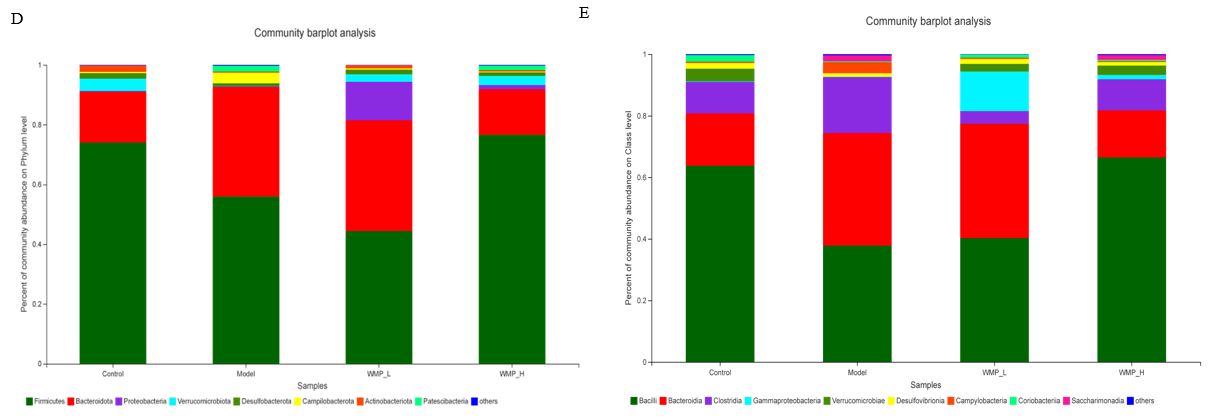 D
Community barplot analysis
Percent of community abundance on Phylum level
1
0.8
0.6
0.4
0.2
0
Control Model WMP_L WMP_H
Samples
Firmicutes Bacteroidota Proteobacteria Verrucomicrobiota Desulfobacterota Campilobacterota Actinobacteriota Patescibacteria others
E
Community barplot analysis
Percent of community abundance on Class level
1
0.8
0.6
0.4
0.2
0
Control Model WMP_L WMP_H
Samples
Bacilli Bacteroidia Clostridia Gammaproteobacteria Verrucomicrobiae Desulfovibrionia Campylobacteria Coriobacteria Saccharimonadia others